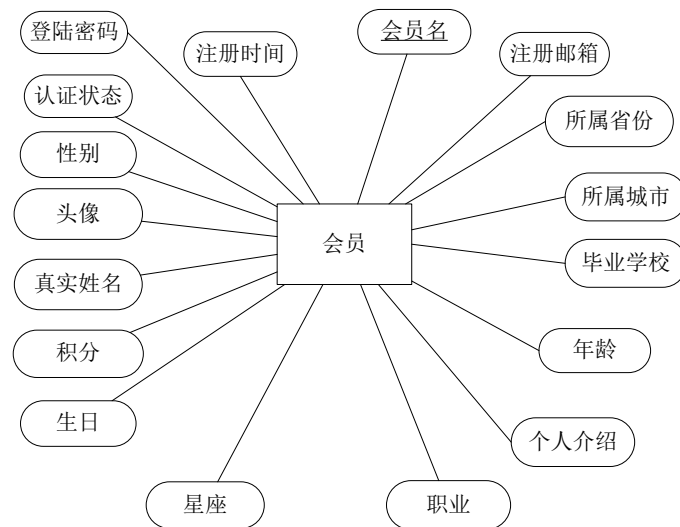 登陆密码
注册时间
会员名
注册邮箱
认证状态
所属省份
性别
头像
所属城市
会员
毕业学校
真实姓名
积分
年龄
生日
个人介绍
星座
职业